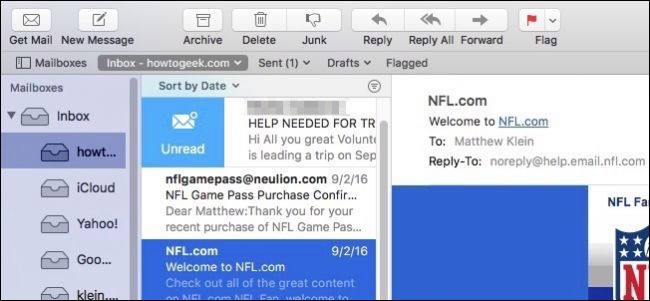 Get Mail New Message Archive Delete Junk Reply Reply All Forward Flag
Mailboxes Inbox - howtogeek.com Sent (1) Drafts Flagged
Mailboxes
Inbox
howt...
iCloud
Yahoo!
Goo...
klein.
Sort by Date
Unread
HELP NEEDED FOR TR
Hi All you great Volunte
is leading a trip on Sep
nflgamepass@neulion.com 9/2/16
NFL Game Pass Purchase Confir...
Dear Matthew:Thank you for your
recent purchase of NFL Game Pas...
NFL.com 9/2/16
Welcome to NFL.com
Check out all of the great content
on NFL.com NFL Fan, welcome to
NFL.com
Welcome to NFL.com
To: Matthew Klein
Reply-To: noreply@help.email.nfl.com
NFL Fan
NFL